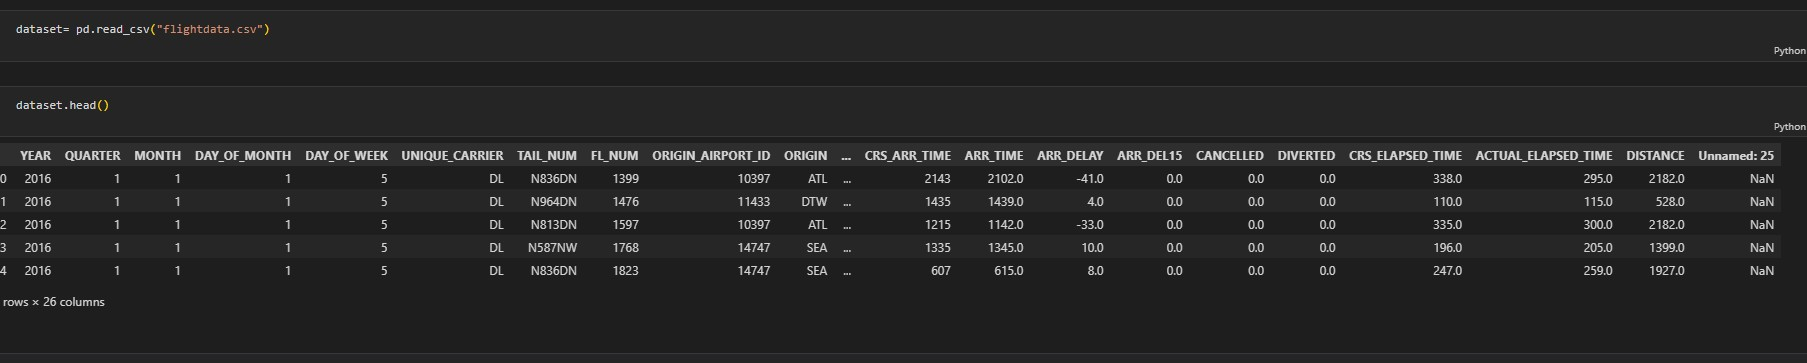 dataset= pd.read_csv("flightdata.csv")
Python
dataset.head()
Python
YEAR QUARTER MONTH DAY_OF_MONTH DAY_OF_WEEK UNIQUE_CARRIER TAIL_NUM FL_NUM ORIGIN_AIRPORT_ID ORIGIN ... CRS_ARR_TIME ARR_TIME ARR_DELAY ARR_DEL15 CANCELLED DIVERTED CRS_ELAPSED_TIME ACTUAL_ELAPSED_TIME DISTANCE Unnamed: 25
0 2016 1 1 1 5 DL N836DN 1399 10397 ATL ... 2143 2102.0 -41.0 0.0 0.0 0.0 338.0 295.0 2182.0 NaN
1 2016 1 1 1 5 DL N964DN 1476 11433 DTW ... 1435 1439.0 4.0 0.0 0.0 0.0 110.0 115.0 528.0 NaN
2 2016 1 1 1 5 DL N813DN 1597 10397 ATL ... 1215 1142.0 -33.0 0.0 0.0 0.0 335.0 300.0 2182.0 NaN
3 2016 1 1 1 5 DL N587NW 1768 14747 SEA ... 1335 1345.0 10.0 0.0 0.0 0.0 196.0 205.0 1399.0 NaN
4 2016 1 1 1 5 DL N836DN 1823 14747 SEA ... 607 615.0 8.0 0.0 0.0 0.0 247.0 259.0 1927.0 NaN
rows × 26 columns